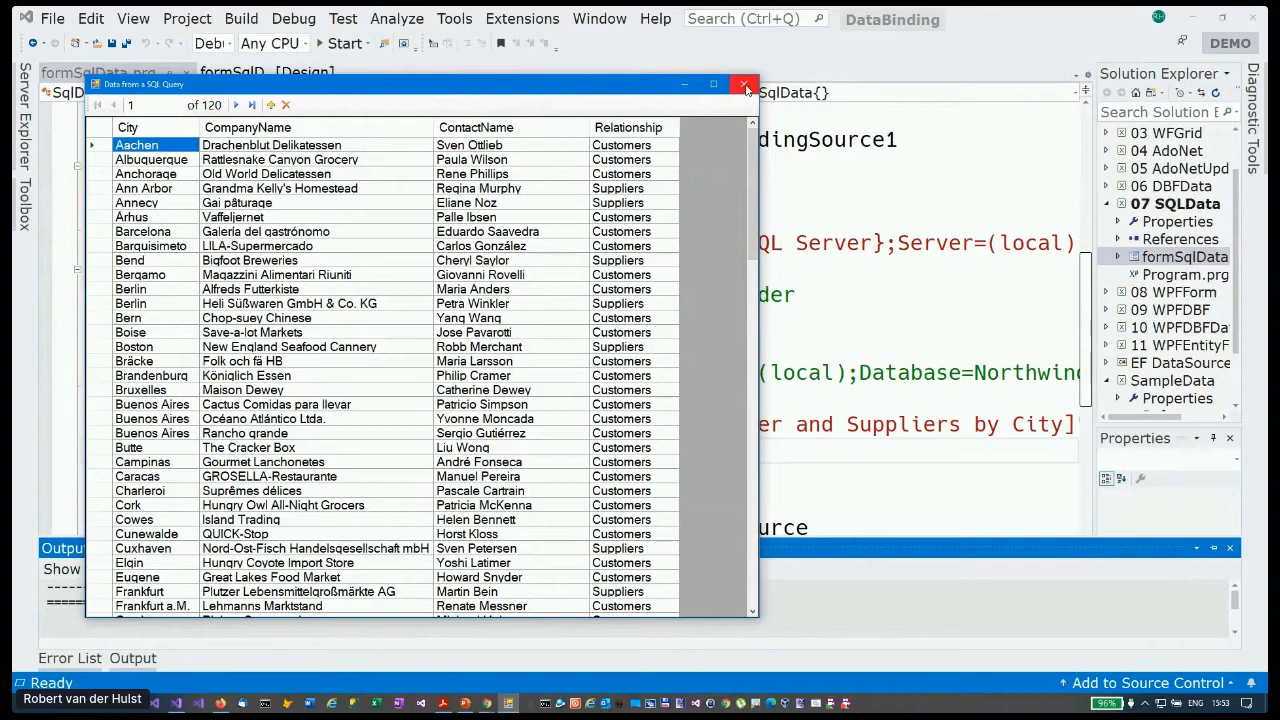 File Edit View Project Build Debug Test Analyze Tools Extensions Window Help Search (Ctrl+Q) DataBinding RH
Debu Any CPU Start DEMO
formSqlData.prg formSqlD [Design]
SqlD SqlData{}
Server Explorer Toolbox
Data from a SQL Query
1 of 120
City CompanyName ContactName Relationship
Aachen Drachenblut Delikatessen Sven Ottlieb Customers
Albuquerque Rattlesnake Canyon Grocery Paula Wilson Customers
Anchorage Old World Delicatessen Rene Phillips Customers
Ann Arbor Grandma Kelly's Homestead Regina Murphy Suppliers
Annecy Gai pâturage Eliane Noz Suppliers
Århus Vaffeljernet Palle Ibsen Customers
Barcelona Galería del gastrónomo Eduardo Saavedra Customers
Barquisimeto LILA-Supermercado Carlos González Customers
Bend Bigfoot Breweries Cheryl Saylor Suppliers
Bergamo Magazzini Alimentari Riuniti Giovanni Rovelli Customers
Berlin Alfreds Futterkiste Maria Anders Customers
Berlin Heli Süßwaren GmbH & Co. KG Petra Winkler Suppliers
Bern Chop-suey Chinese Yang Wang Customers
Boise Save-a-lot Markets Jose Pavarotti Customers
Boston New England Seafood Cannery Robb Merchant Suppliers
Bräcke Folk och fä HB Maria Larsson Customers
Brandenburg Königlich Essen Philip Cramer Customers
Bruxelles Maison Dewey Catherine Dewey Customers
Buenos Aires Cactus Comidas para llevar Patricio Simpson Customers
Buenos Aires Océano Atlántico Ltda. Yvonne Moncada Customers
Buenos Aires Rancho grande Sergio Gutiérrez Customers
Butte The Cracker Box Liu Wong Customers
Campinas Gourmet Lanchonetes André Fonseca Customers
Caracas GROSELLA-Restaurante Manuel Pereira Customers
Charleroi Suprêmes délices Pascale Cartrain Customers
Cork Hungry Owl All-Night Grocers Patricia McKenna Customers
Cowes Island Trading Helen Bennett Customers
Cunewalde QUICK-Stop Horst Kloss Customers
Cuxhaven Nord-Ost-Fisch Handelsgesellschaft mbH Sven Petersen Suppliers
Elgin Hungry Coyote Import Store Yoshi Latimer Customers
Eugene Great Lakes Food Market Howard Snyder Customers
Frankfurt Plutzer Lebensmittelgroßmärkte AG Martin Bein Suppliers
Frankfurt a.M. Lehmanns Marktstand Renate Messner Customers
dingSource1
QL Server};Server=(local)
der
(local);Database=Northwind
er and Suppliers by City]
ource
Solution Explorer
Search Solution
03 WFGrid
04 AdoNet
05 AdoNetUpd
06 DBFData
07 SQLData
Properties
References
formSqlData
Program.prg
08 WPFForm
09 WPFDBF
10 WPFDBFDa
11 WPFEntityF
EF DataSource
SampleData
Properties
Properties
Diagnostic Tools
Output
Show
Error List Output
Ready Add to Source Control
Robert van der Hulst
96% ENG 15:53